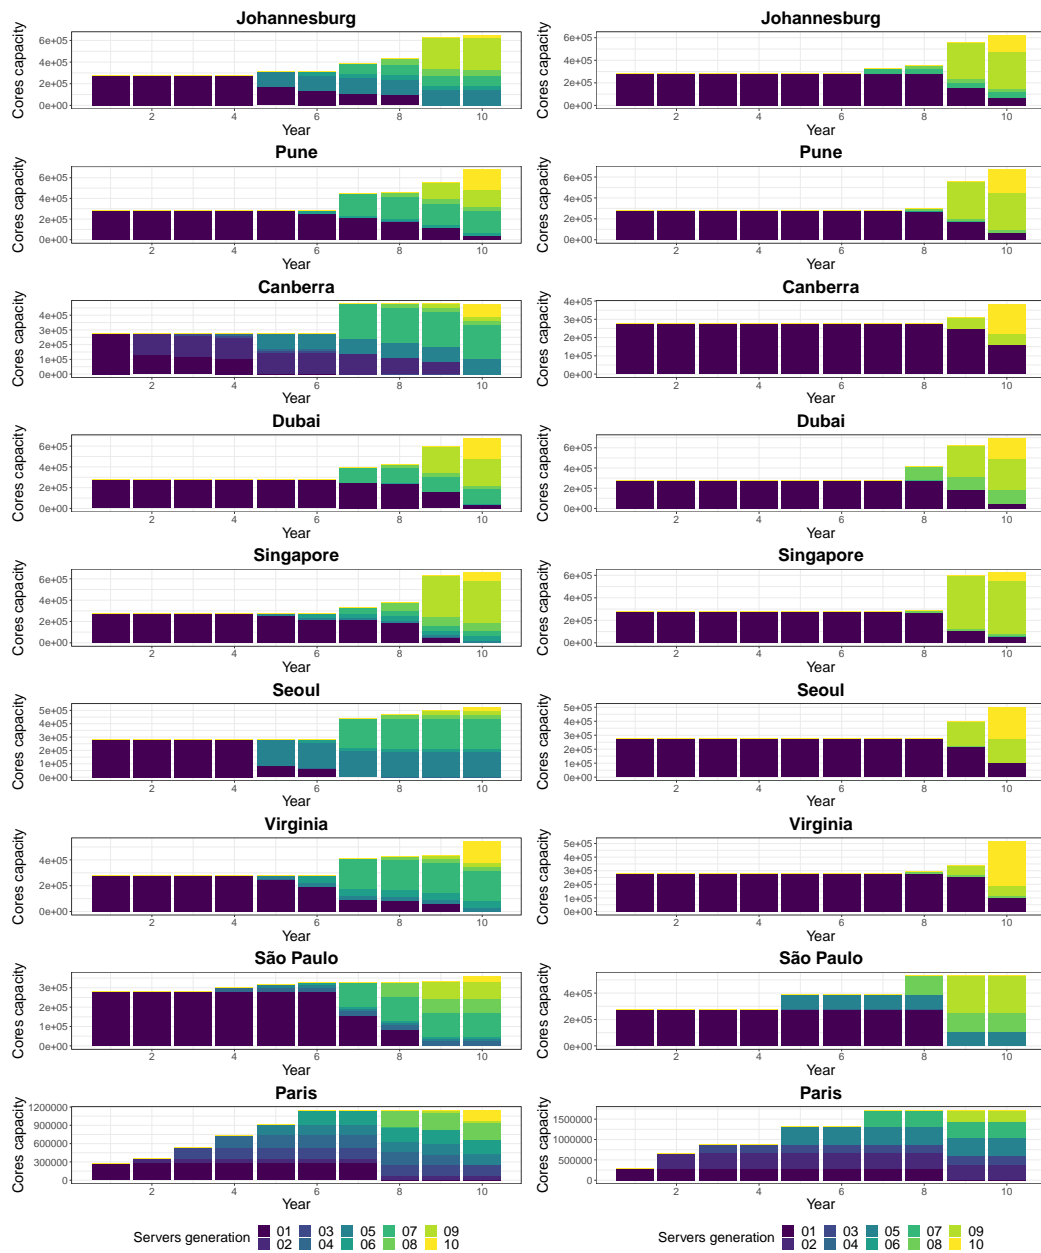 Johannesburg
Cores capacity
6e+05
4e+05
2e+05
0e+00
2 4 6 8 10
Year
Johannesburg
Cores capacity
6e+05
4e+05
2e+05
0e+00
2 4 6 8 10
Year
Pune
Cores capacity
6e+05
4e+05
2e+05
0e+00
2 4 6 8 10
Year
Pune
Cores capacity
6e+05
4e+05
2e+05
0e+00
2 4 6 8 10
Year
Canberra
Cores capacity
4e+05
3e+05
2e+05
1e+05
0e+00
2 4 6 8 10
Year
Canberra
Cores capacity
4e+05
3e+05
2e+05
1e+05
0e+00
2 4 6 8 10
Year
Dubai
Cores capacity
6e+05
4e+05
2e+05
0e+00
2 4 6 8 10
Year
Dubai
Cores capacity
6e+05
4e+05
2e+05
0e+00
2 4 6 8 10
Year
Singapore
Cores capacity
6e+05
4e+05
2e+05
0e+00
2 4 6 8 10
Year
Singapore
Cores capacity
6e+05
4e+05
2e+05
0e+00
2 4 6 8 10
Year
Seoul
Cores capacity
5e+05
4e+05
3e+05
2e+05
1e+05
0e+00
2 4 6 8 10
Year
Seoul
Cores capacity
5e+05
4e+05
3e+05
2e+05
1e+05
0e+00
2 4 6 8 10
Year
Virginia
Cores capacity
4e+05
2e+05
0e+00
2 4 6 8 10
Year
Virginia
Cores capacity
5e+05
4e+05
3e+05
2e+05
1e+05
0e+00
2 4 6 8 10
Year
São Paulo
Cores capacity
3e+05
2e+05
1e+05
0e+00
2 4 6 8 10
Year
São Paulo
Cores capacity
4e+05
2e+05
0e+00
2 4 6 8 10
Year
Paris
Cores capacity
1200000
900000
600000
300000
0
2 4 6 8 10
Year
Paris
Cores capacity
1500000
1000000
500000
0
2 4 6 8 10
Year
Servers generation 01 03 05 07 09
02 04 06 08 10
Servers generation 01 03 05 07 09
02 04 06 08 10